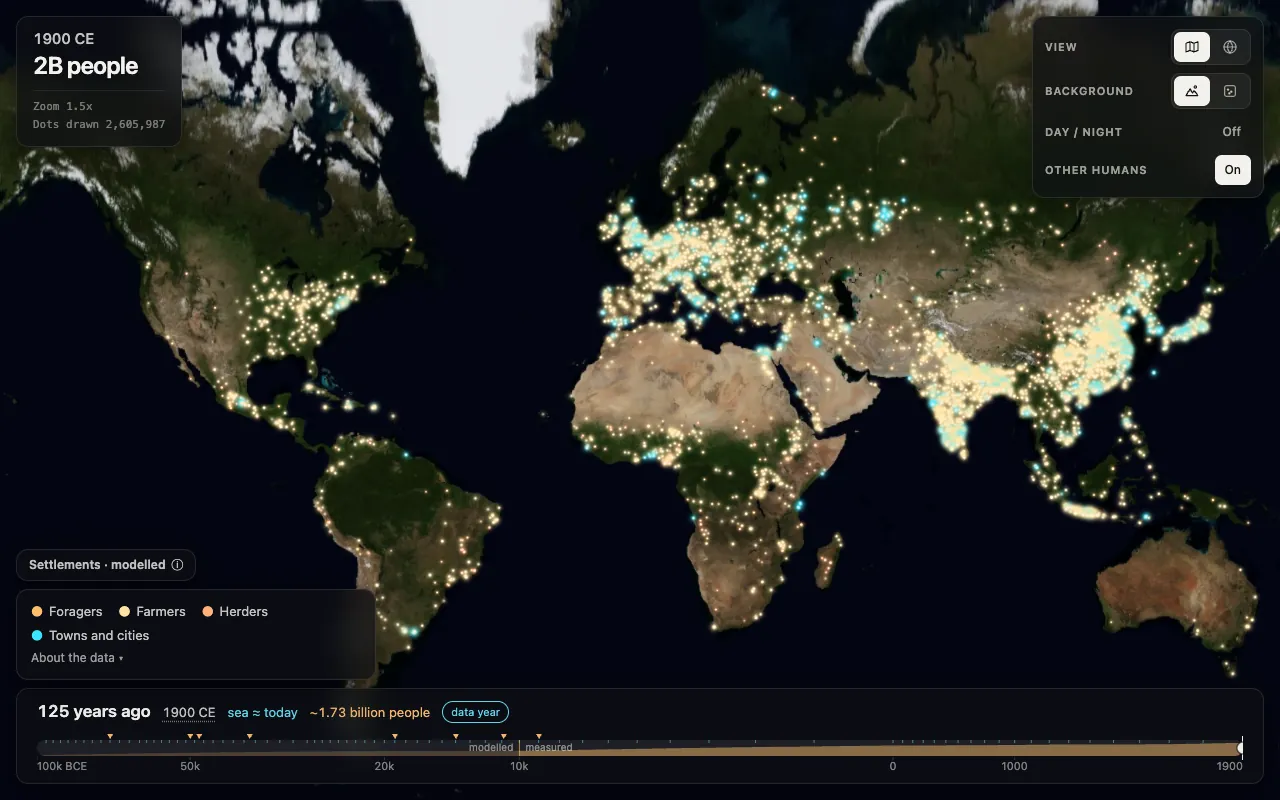 1900 CE
2B people
Zoom 1.5x
Dots drawn 2,605,987
VIEW
BACKGROUND
DAY / NIGHT Off
OTHER HUMANS On
Settlements · modelled
Foragers Farmers Herders
Towns and cities
About the data ▾
125 years ago 1900 CE sea ≈ today ~1.73 billion people data year
modelled measured
100k BCE 50k 20k 10k 0 1000 1900